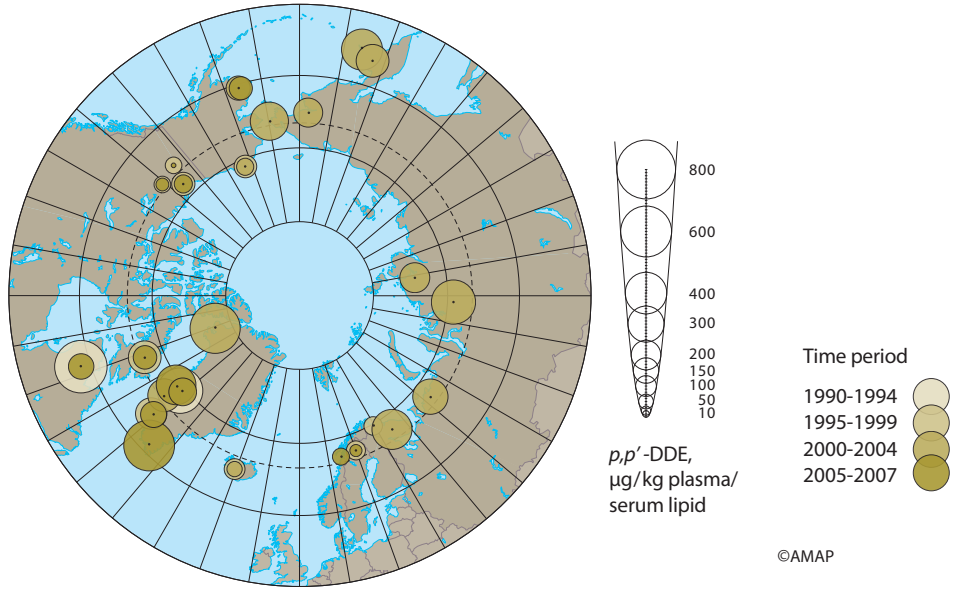 800
600
400
300
200
150
100
50
10
p,p′-DDE,
µg/kg plasma/
serum lipid
Time period
1990-1994
1995-1999
2000-2004
2005-2007
©AMAP